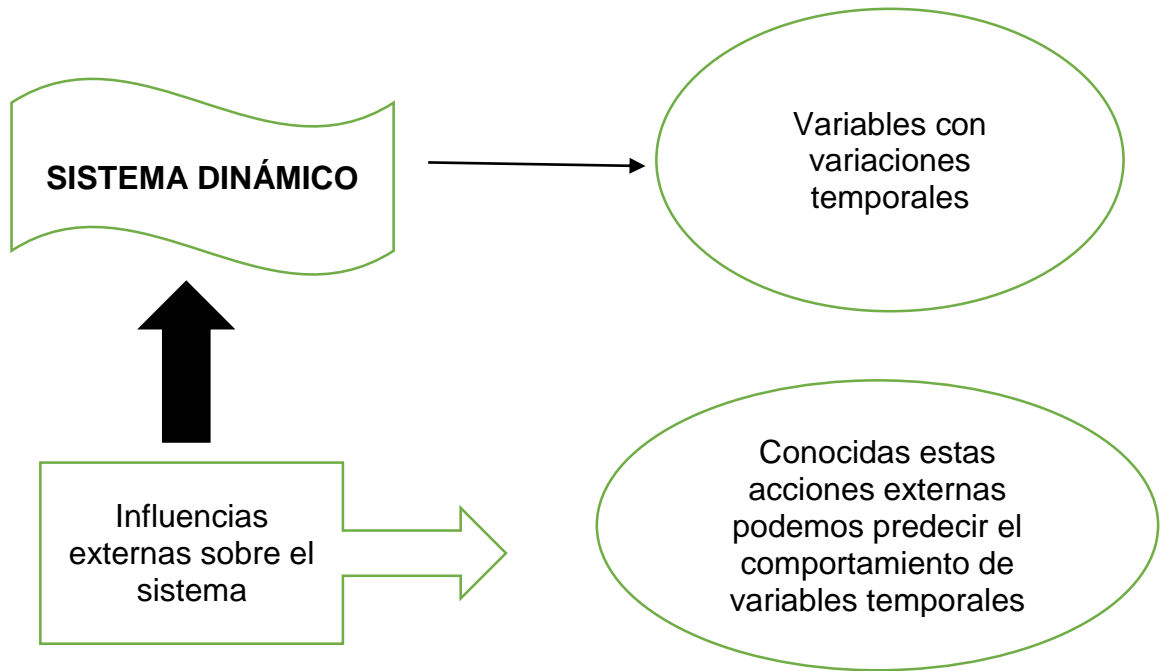 SISTEMA DINÁMICO
Variables con
variaciones
temporales
Influencias
externas sobre el
sistema
Conocidas estas
acciones externas
podemos predecir el
comportamiento de
variables temporales